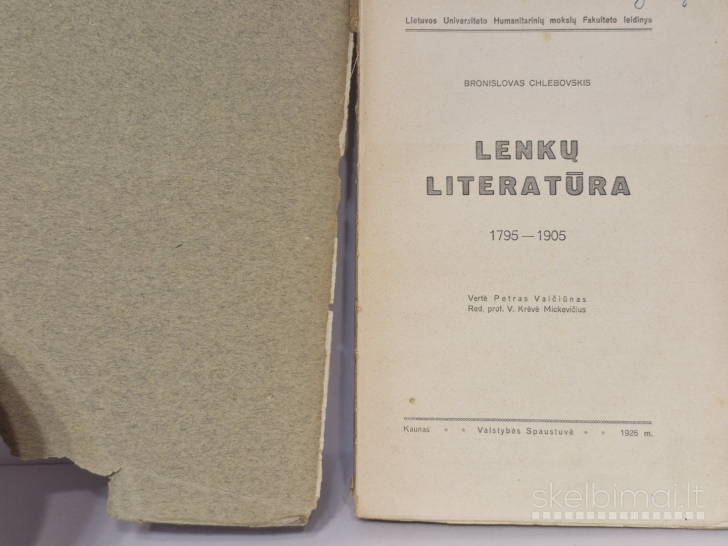 Lietuvos Universiteto Humanitarinių mokslų Fakulteto leidinys
BRONISLOVAS CHLEBOVSKIS
LENKŲ
LITERATŪRA
1795—1905
Vertė Petras Vaičiūnas
Red. prof. V. Krėvė Mickevičius
Kaunas * * Valstybės Spaustuvė * * 1926 m.
skelbimai.lt